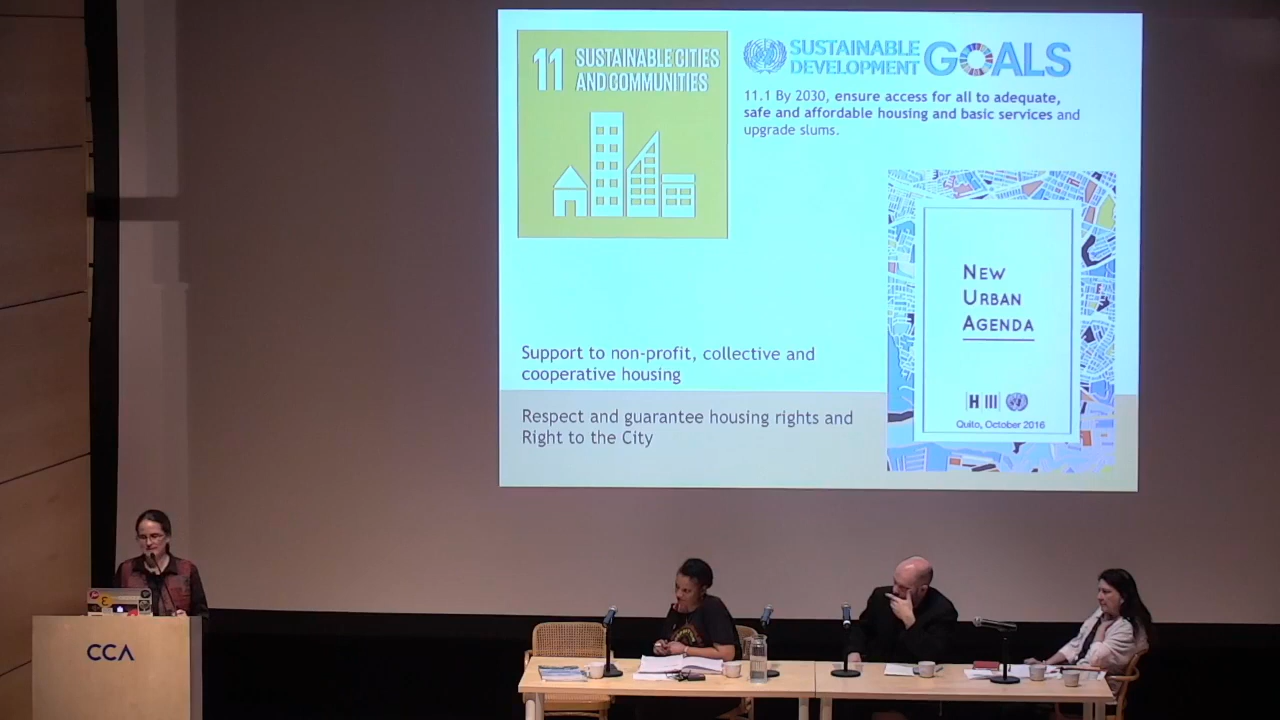 11 SUSTAINABLE CITIES
AND COMMUNITIES
SUSTAINABLE
DEVELOPMENT
GOALS
11.1 By 2030, ensure access for all to adequate,
safe and affordable housing and basic services and
upgrade slums.
NEW
URBAN
AGENDA
H III
Quito, October 2016
Support to non-profit, collective and
cooperative housing
Respect and guarantee housing rights and
Right to the City
CCA